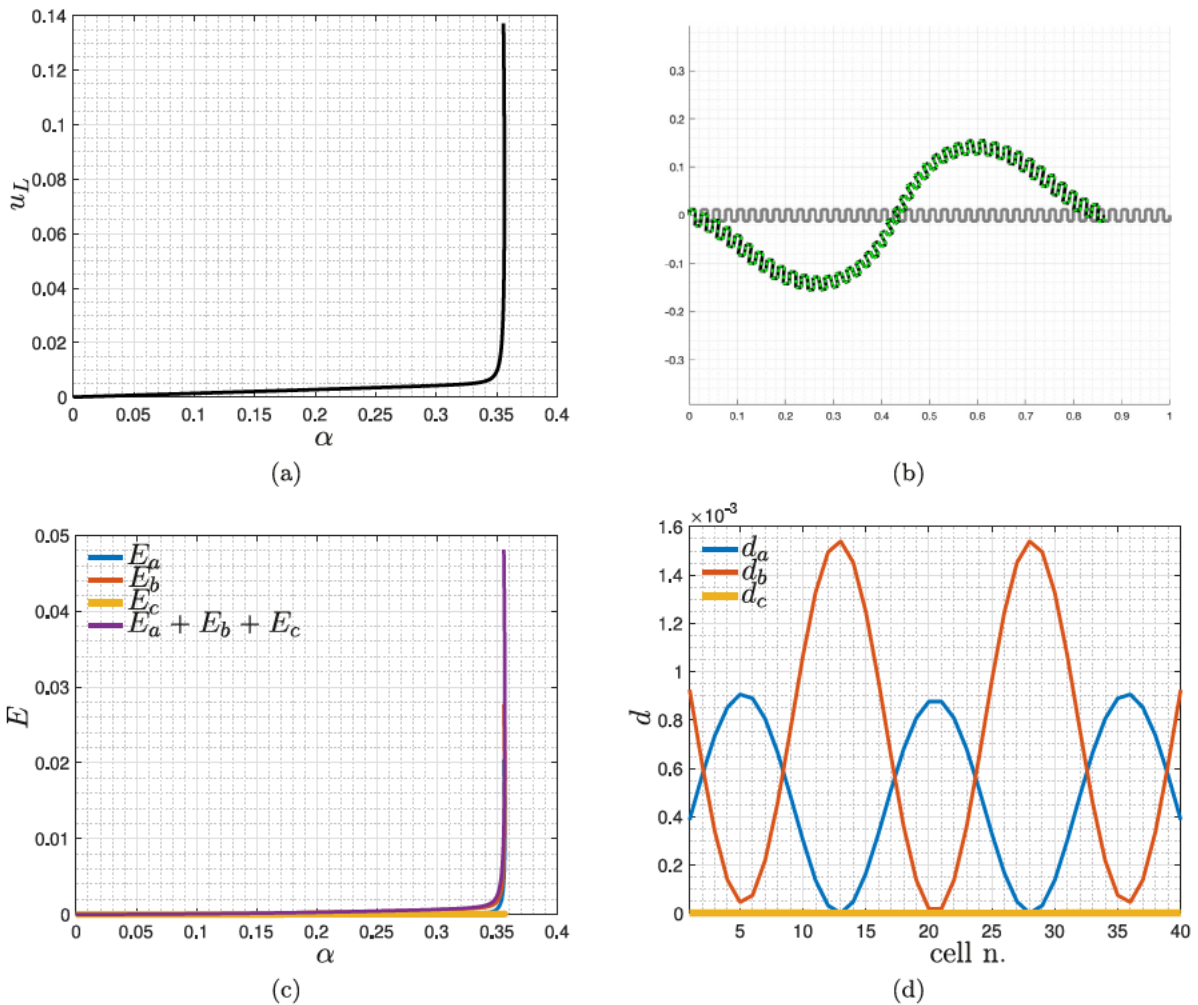 0.14
0.12
0.1
0.08
0.06
0.04
0.02
0
u_L
0 0.05 0.1 0.15 0.2 0.25 0.3 0.35 0.4
α
(a)
0.3
0.2
0.1
0
-0.1
-0.2
-0.3
0 0.1 0.2 0.3 0.4 0.5 0.6 0.7 0.8 0.9 1
(b)
0.05
0.04
0.03
0.02
0.01
0
E
E_a
E_b
E_c
E_a + E_b + E_c
0 0.05 0.1 0.15 0.2 0.25 0.3 0.35 0.4
α
(c)
×10⁻³
1.6
1.4
1.2
1
0.8
0.6
0.4
0.2
0
d
d_a
d_b
d_c
5 10 15 20 25 30 35 40
cell n.
(d)